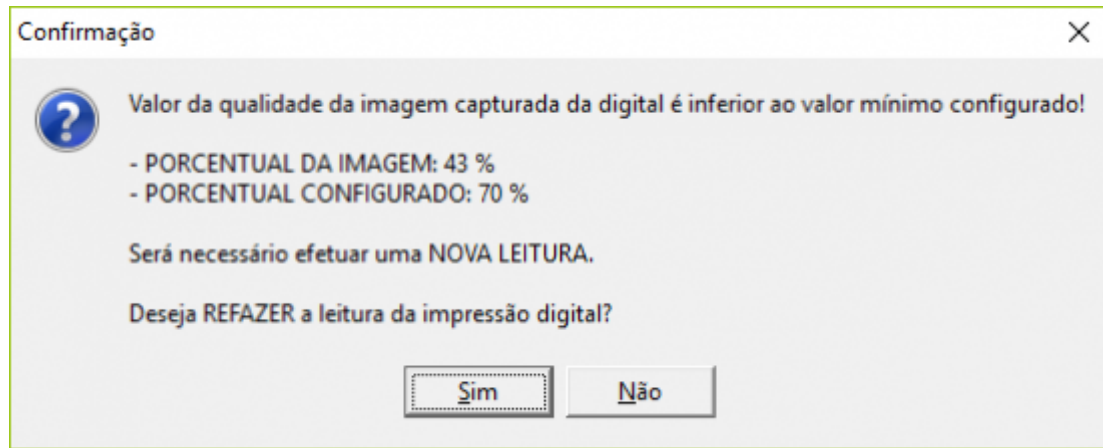 Confirmação
Valor da qualidade da imagem capturada da digital é inferior ao valor mínimo configurado!
- PORCENTUAL DA IMAGEM: 43 %
- PORCENTUAL CONFIGURADO: 70 %
Será necessário efetuar uma NOVA LEITURA.
Deseja REFAZER a leitura da impressão digital?
Sim
Não